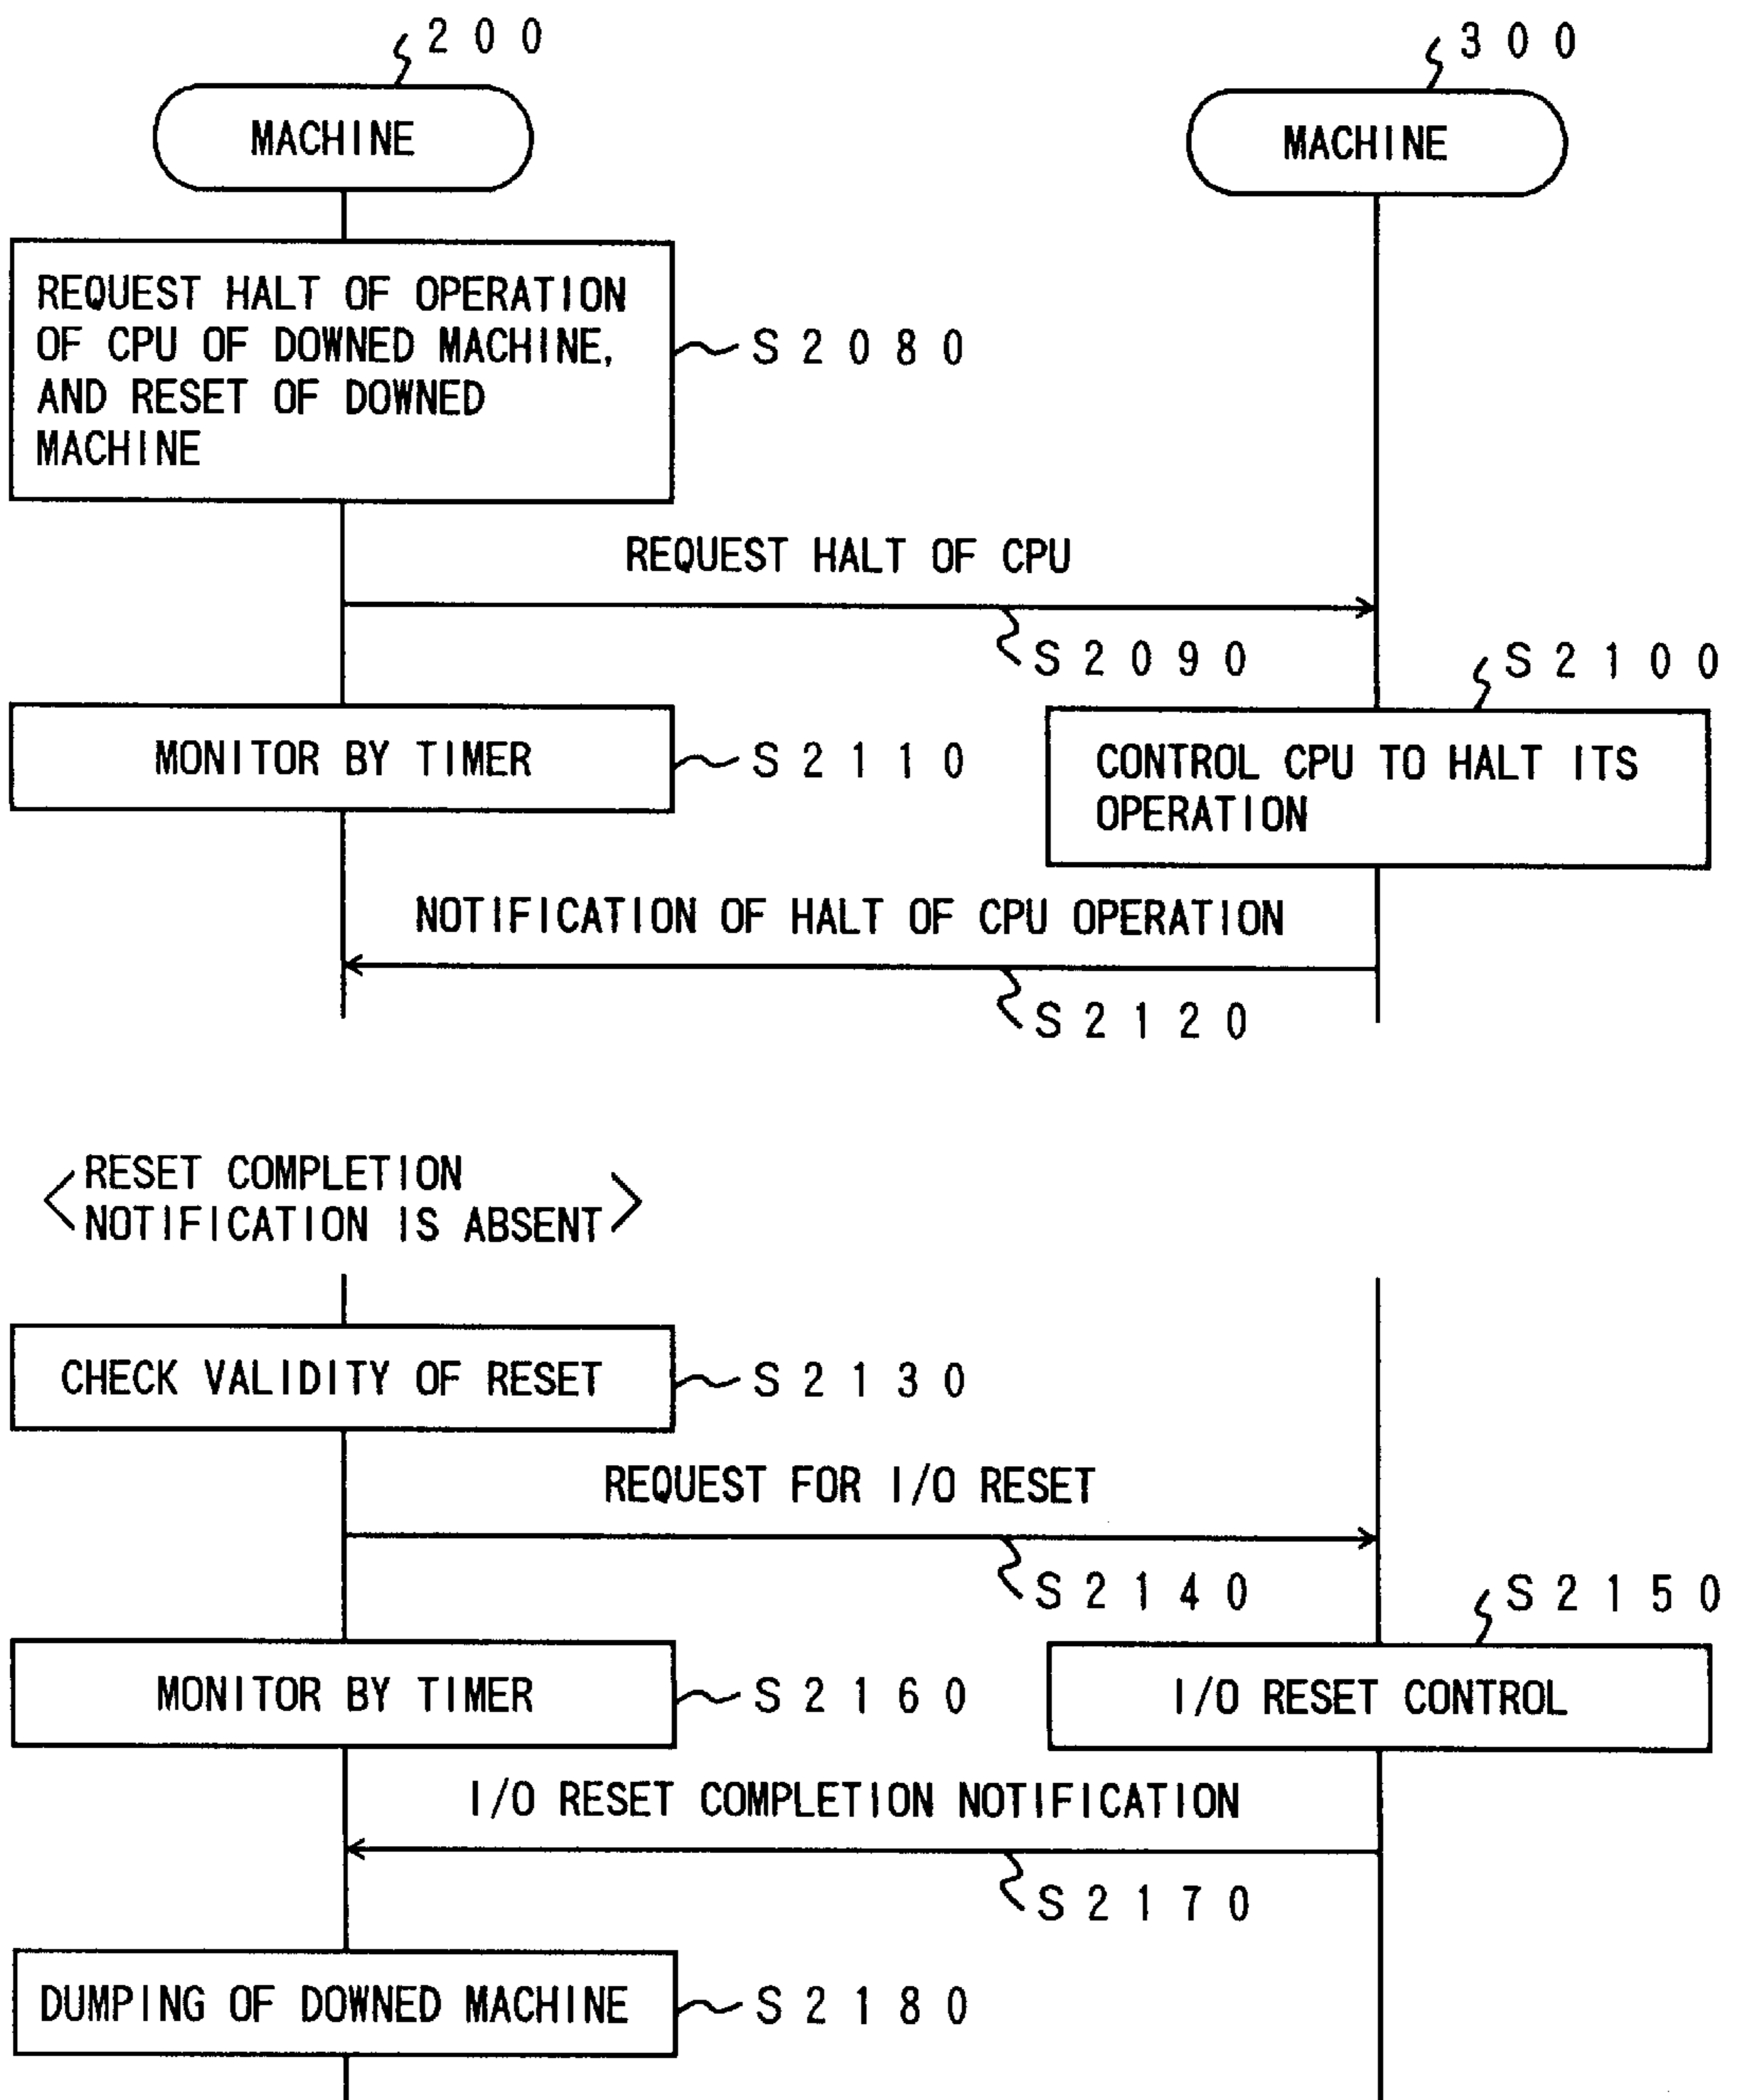 200
300
MACHINE
MACHINE
REQUEST HALT OF OPERATION
OF CPU OF DOWNED MACHINE,
AND RESET OF DOWNED
MACHINE
S2080
REQUEST HALT OF CPU
S2090
S2100
MONITOR BY TIMER
S2110
CONTROL CPU TO HALT ITS
OPERATION
NOTIFICATION OF HALT OF CPU OPERATION
S2120
RESET COMPLETION
NOTIFICATION IS ABSENT
CHECK VALIDITY OF RESET
S2130
REQUEST FOR I/O RESET
S2140
S2150
MONITOR BY TIMER
S2160
I/O RESET CONTROL
I/O RESET COMPLETION NOTIFICATION
S2170
DUMPING OF DOWNED MACHINE
S2180